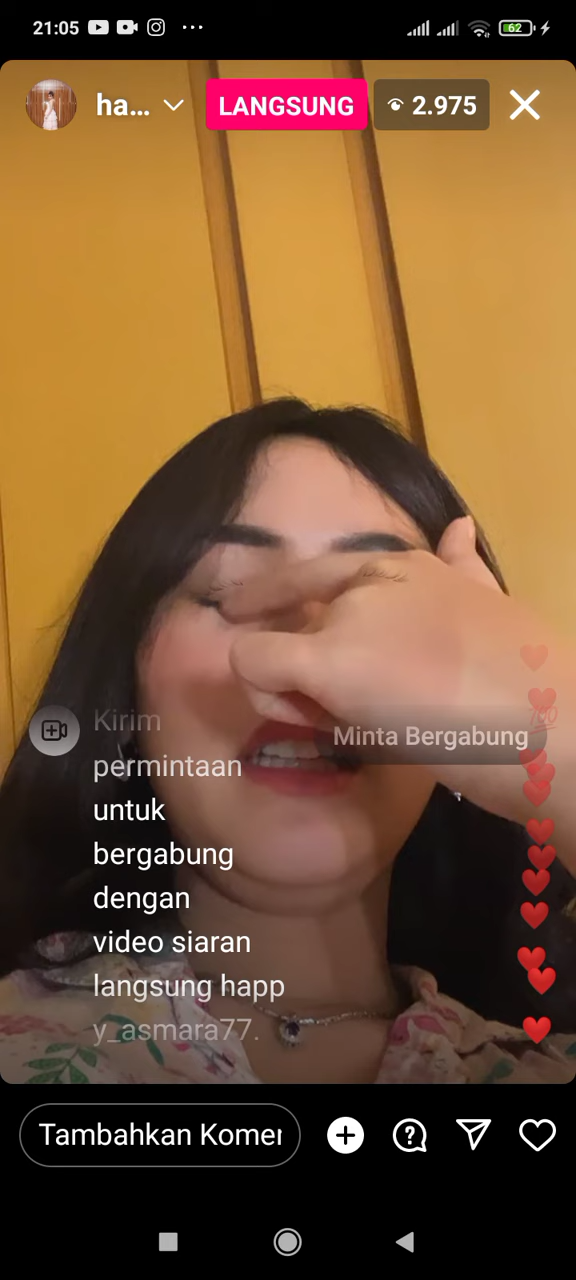 21:05
62
ha...
LANGSUNG
2.975
Kirim
Minta Bergabung
permintaan
untuk
bergabung
dengan
video siaran
langsung happ
y_asmara77.
Tambahkan Komen